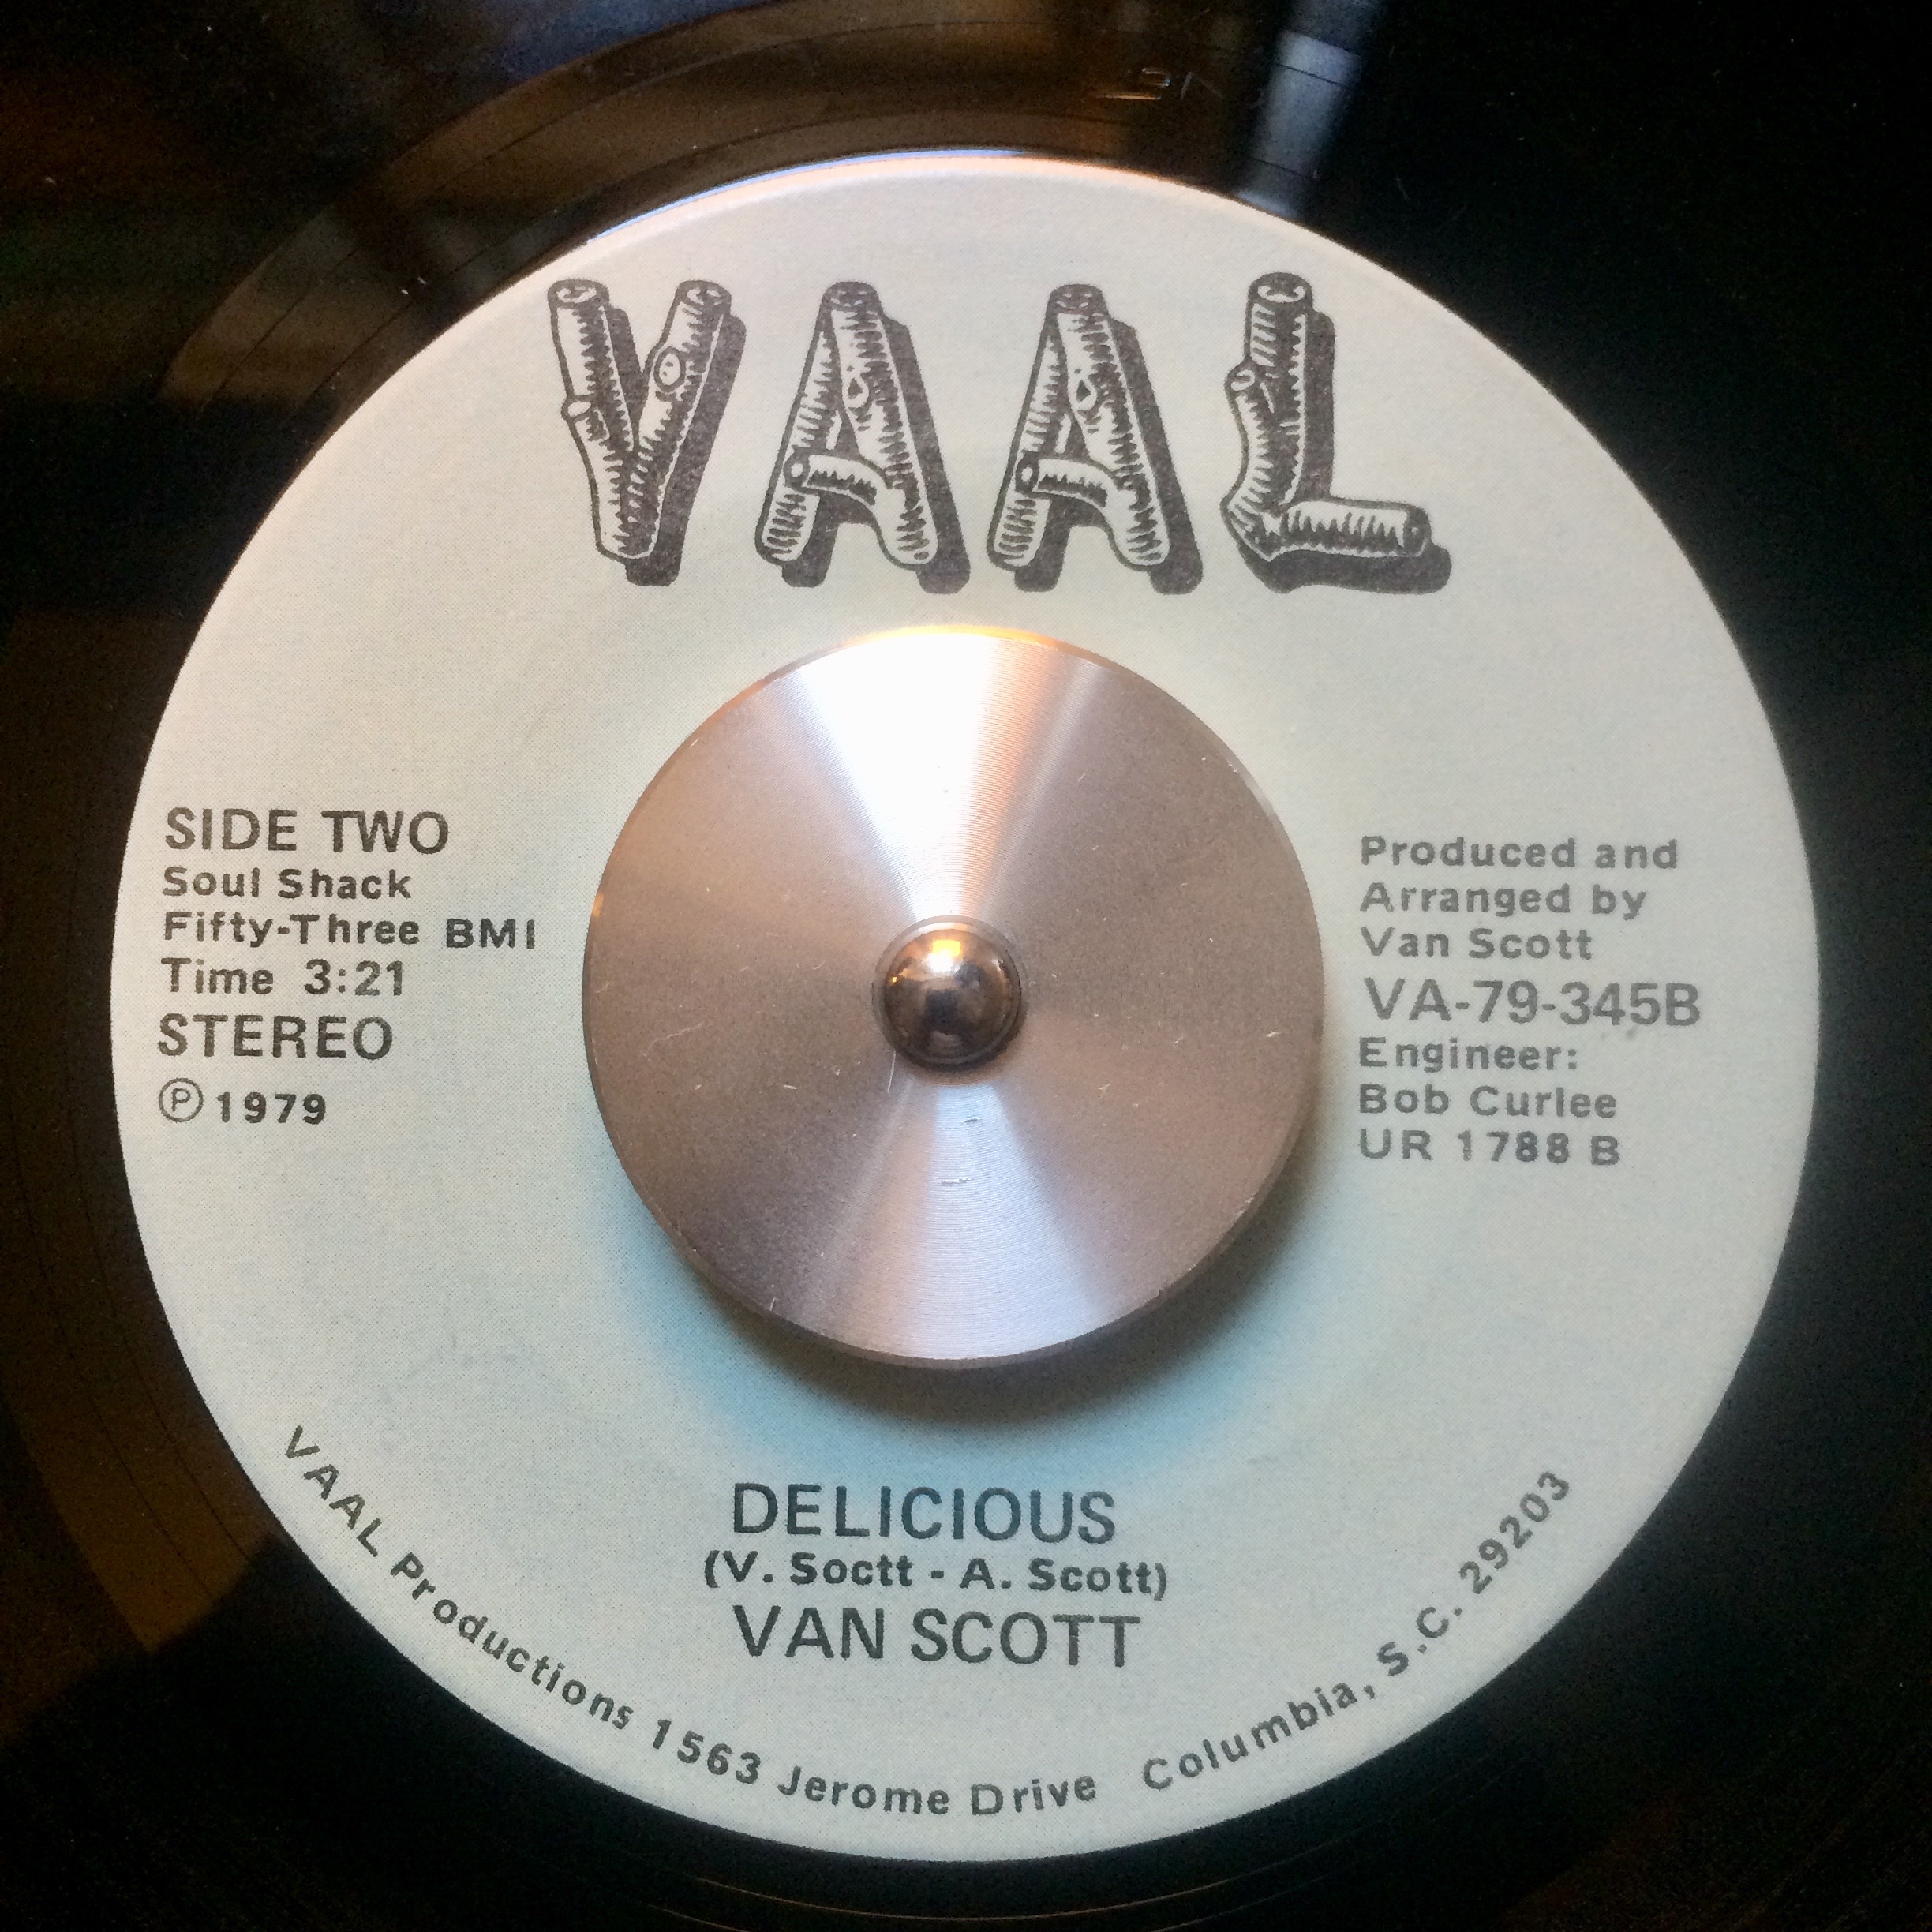 VAAL
SIDE TWO
Soul Shack
Fifty-Three BMI
Time 3:21
STEREO
Ⓟ1979
Produced and
Arranged by
Van Scott
VA-79-345B
Engineer:
Bob Curlee
UR 1788 B
DELICIOUS
(V. Soctt - A. Scott)
VAN SCOTT
VAAL Productions 1563 Jerome Drive Columbia, S.C. 29203